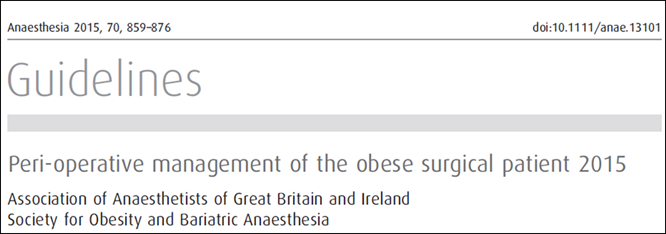 Anaesthesia 2015, 70, 859–876 doi:10.1111/anae.13101
Guidelines
Peri-operative management of the obese surgical patient 2015
Association of Anaesthetists of Great Britain and Ireland
Society for Obesity and Bariatric Anaesthesia